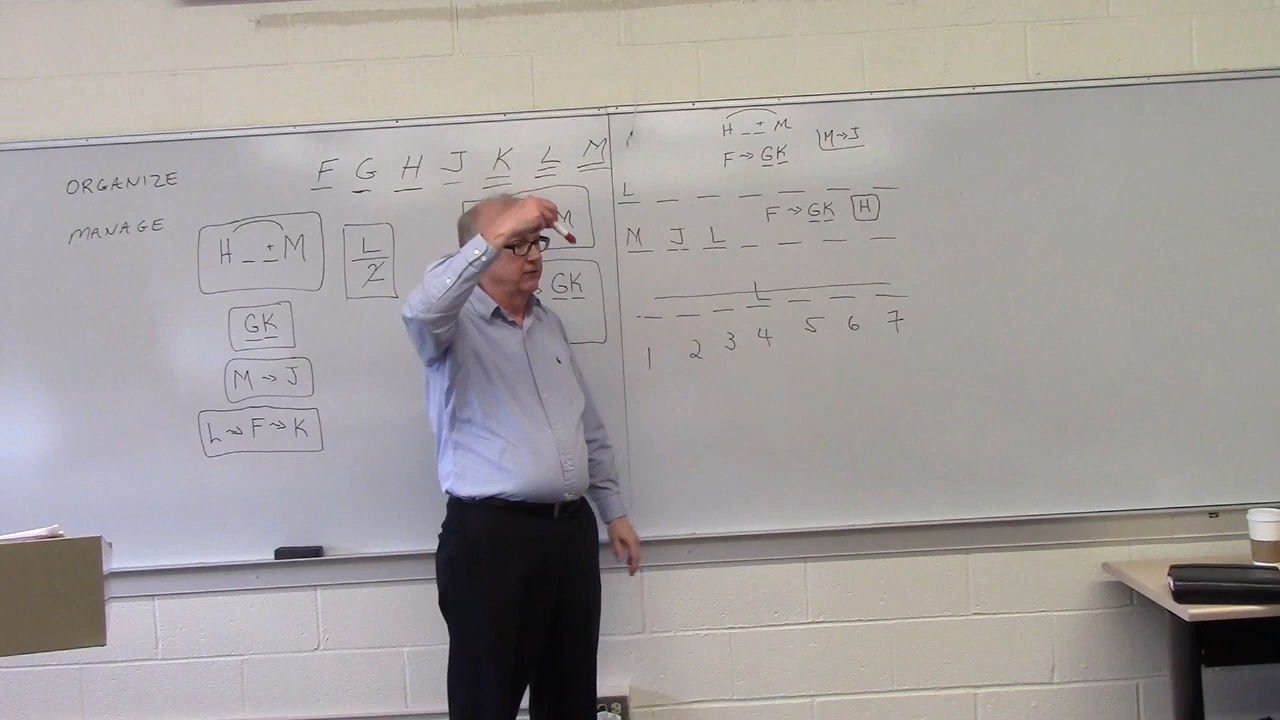 ORGANIZE
MANAGE
F G H J K L M
H _ ± M
L
2
GK
M → J
L → F → K
M
GK
H _ ± M
F → GK
M → J
L _ _ _ _ _ _
F → GK H
M J L _ _ _ _
_ _ _ L _ _ _
1 2 3 4 5 6 7